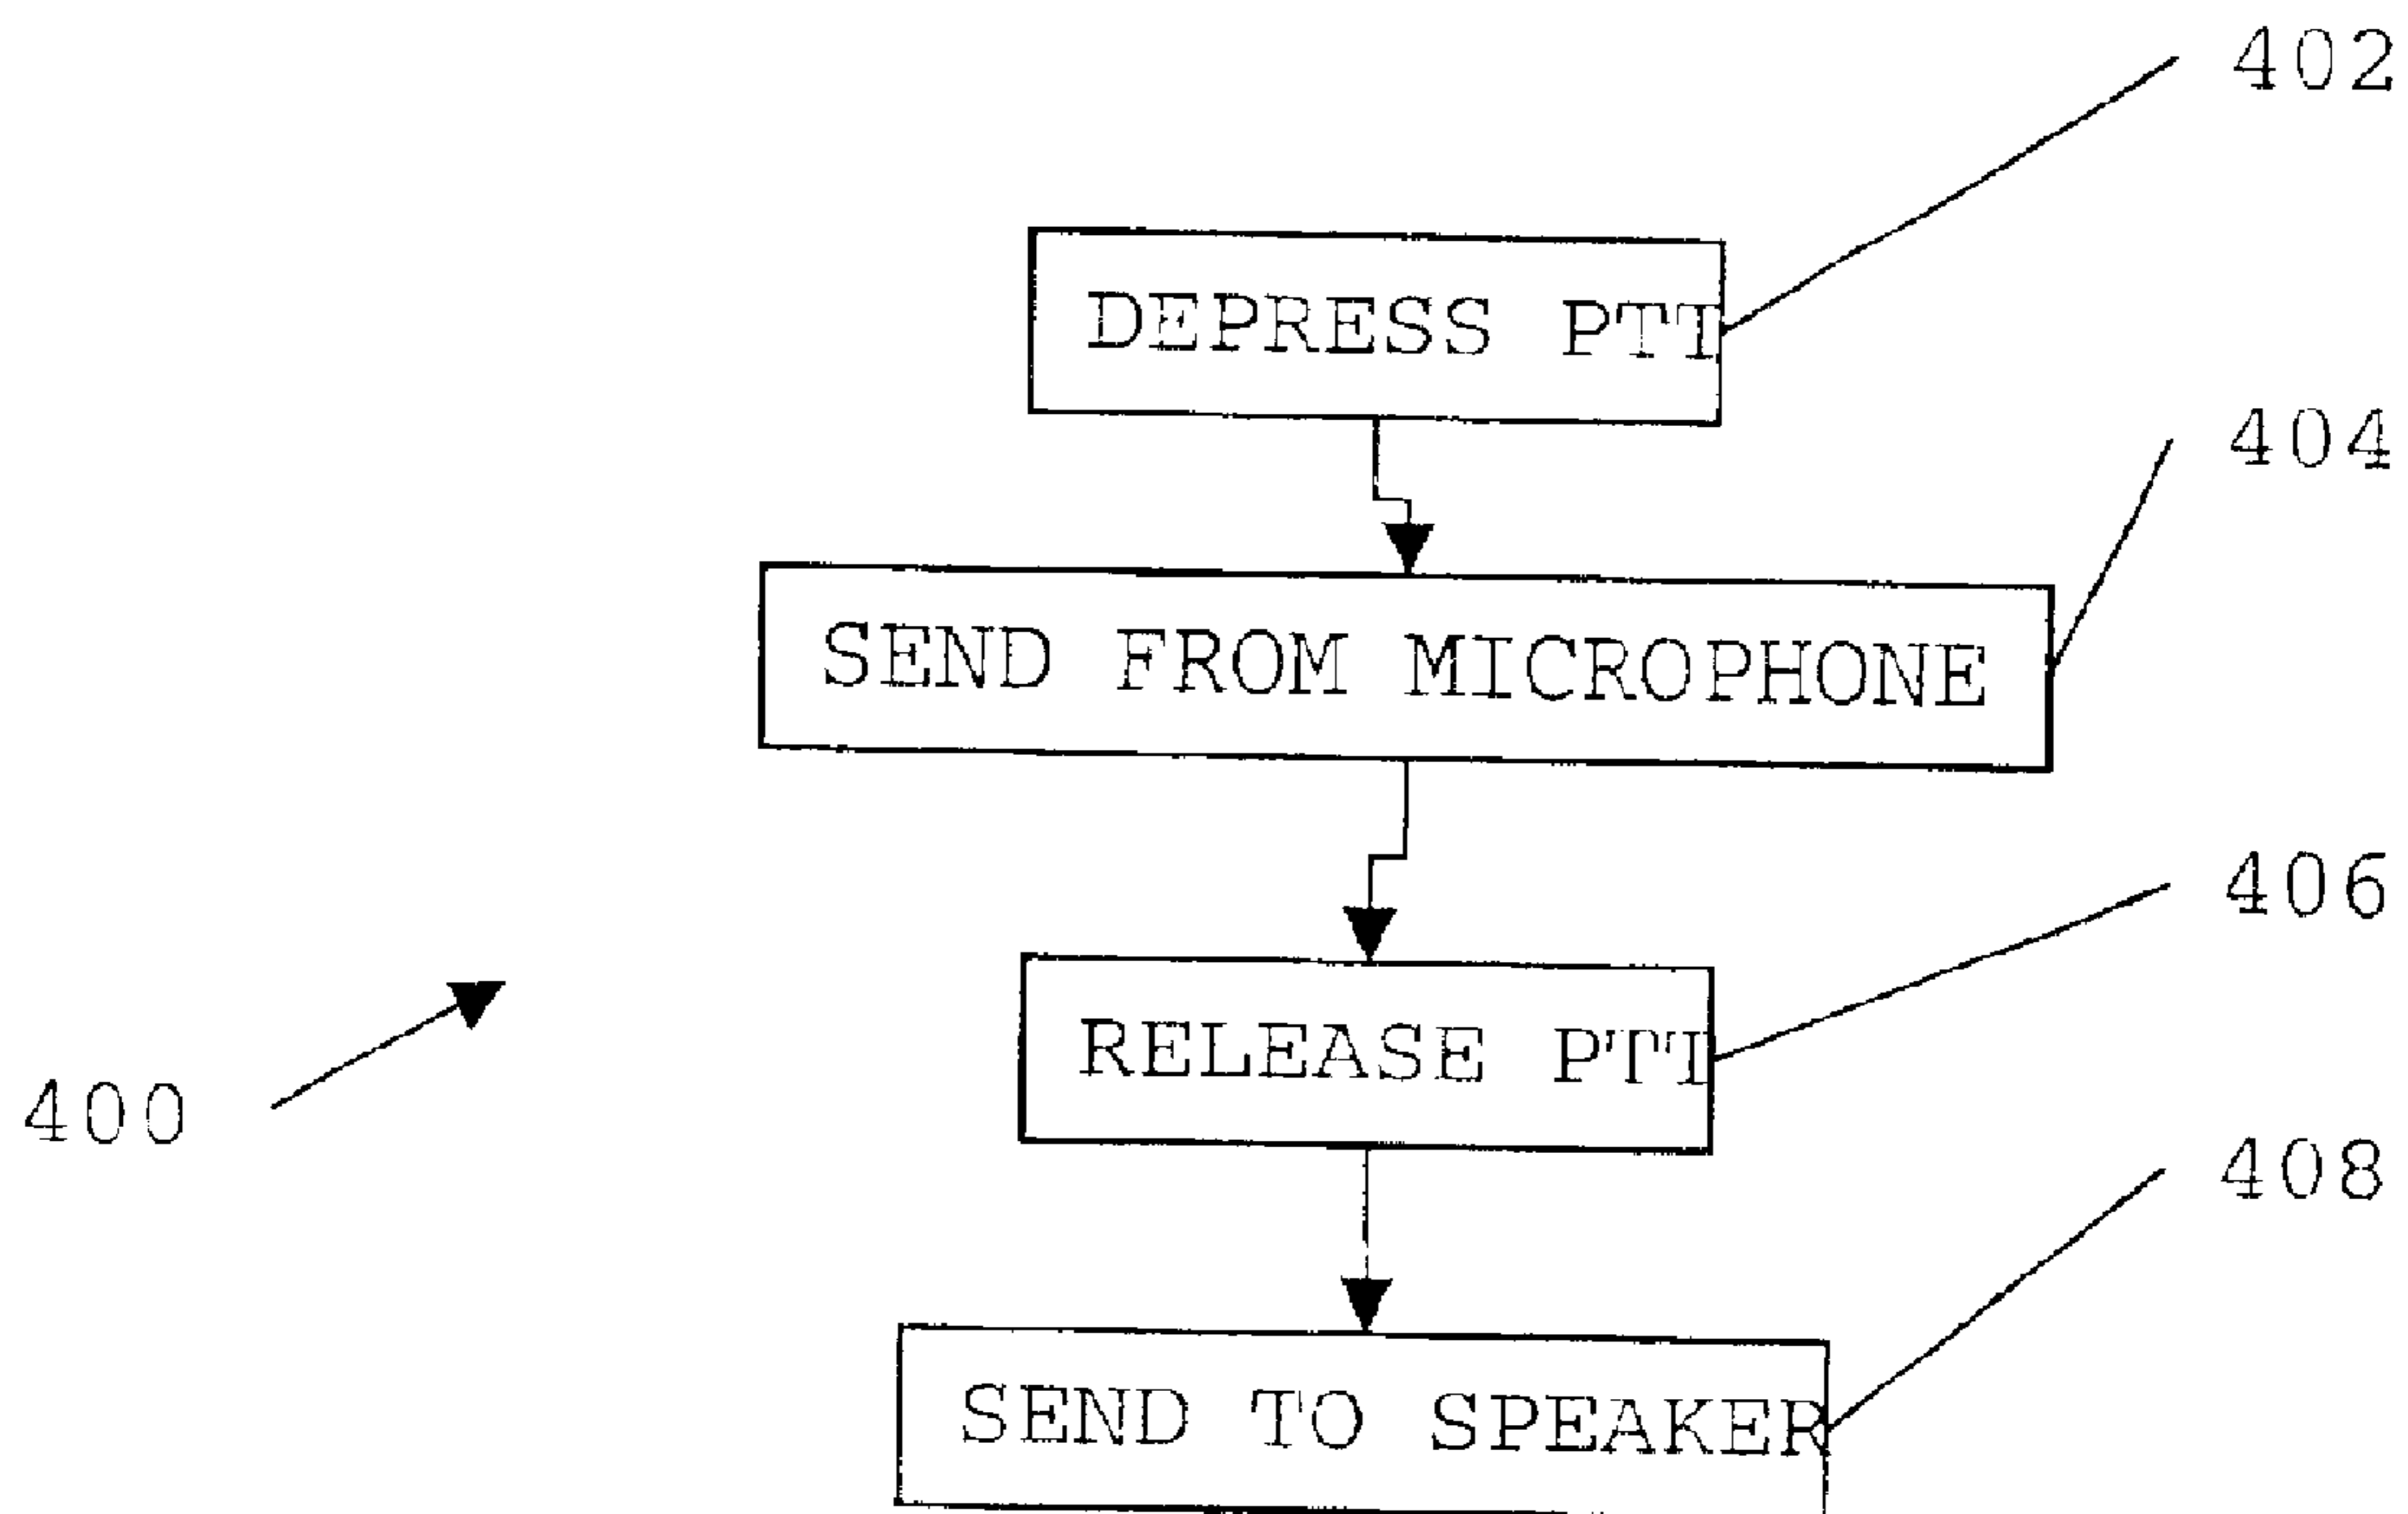 402
DEPRESS PTT
404
SEND FROM MICROPHONE
406
RELEASE PTT
400
408
SEND TO SPEAKER